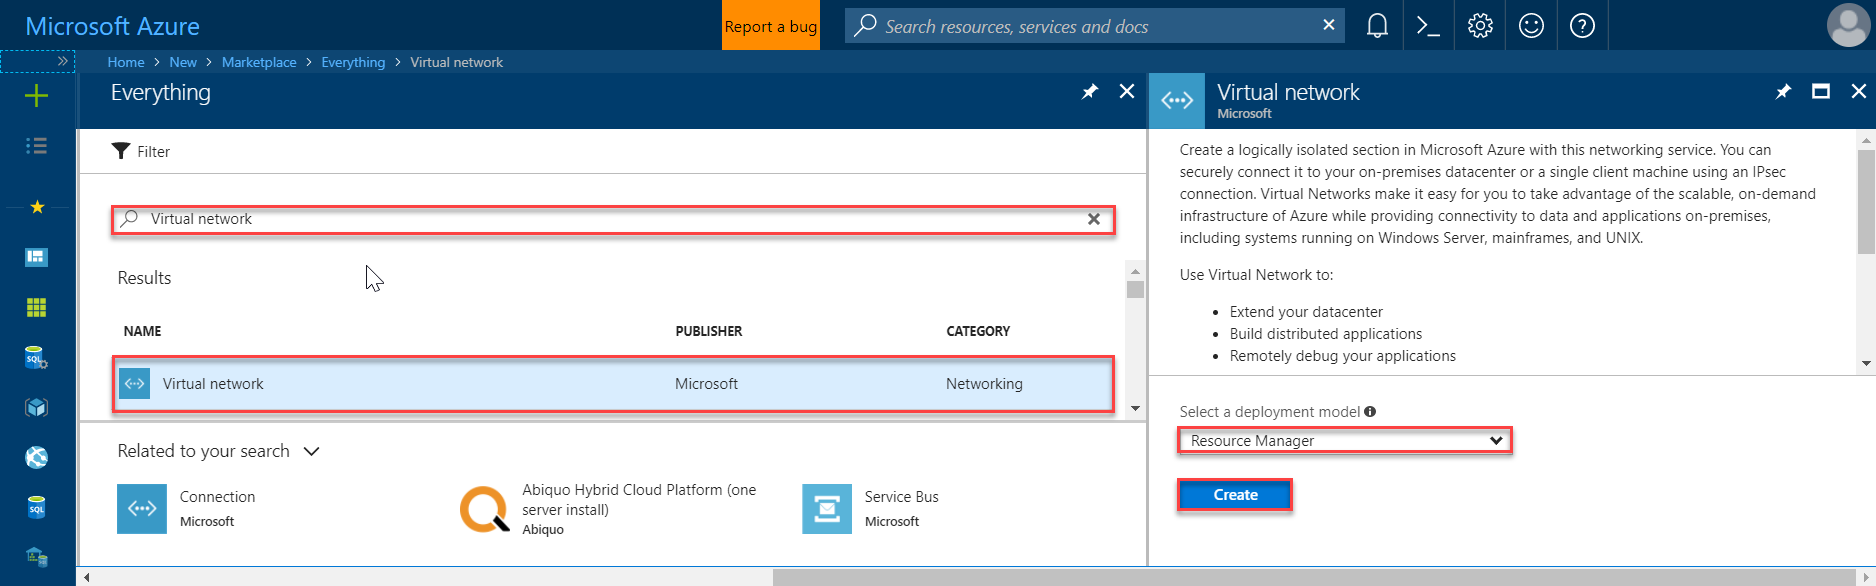 Microsoft Azure
Report a bug
Search resources, services and docs
Home > New > Marketplace > Everything > Virtual network
Everything
Filter
Virtual network
Results
NAME PUBLISHER CATEGORY
Virtual network Microsoft Networking
Related to your search
Connection
Microsoft
Abiquo Hybrid Cloud Platform (one
server install)
Abiquo
Service Bus
Microsoft
SQL
SQL
Virtual network
Microsoft
Create a logically isolated section in Microsoft Azure with this networking service. You can
securely connect it to your on-premises datacenter or a single client machine using an IPsec
connection. Virtual Networks make it easy for you to take advantage of the scalable, on-demand
infrastructure of Azure while providing connectivity to data and applications on-premises,
including systems running on Windows Server, mainframes, and UNIX.
Use Virtual Network to:
• Extend your datacenter
• Build distributed applications
• Remotely debug your applications
Select a deployment model
Resource Manager
Create